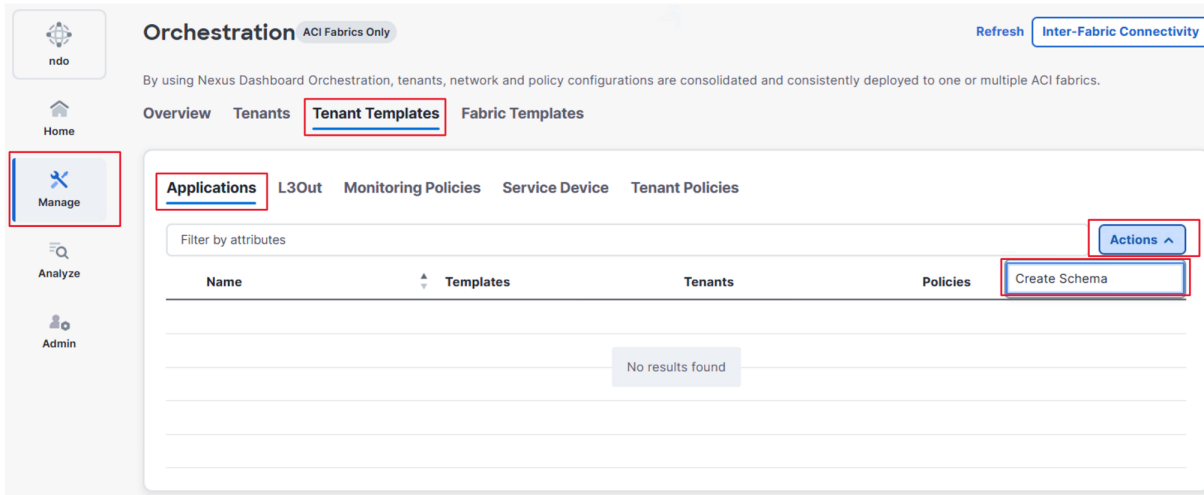 ndo
Home
Manage
Analyze
Admin
Orchestration ACI Fabrics Only
Refresh Inter-Fabric Connectivity
By using Nexus Dashboard Orchestration, tenants, network and policy configurations are consolidated and consistently deployed to one or multiple ACI fabrics.
Overview Tenants Tenant Templates Fabric Templates
Applications L3Out Monitoring Policies Service Device Tenant Policies
Filter by attributes
Actions
Create Schema
Name Templates Tenants Policies
No results found